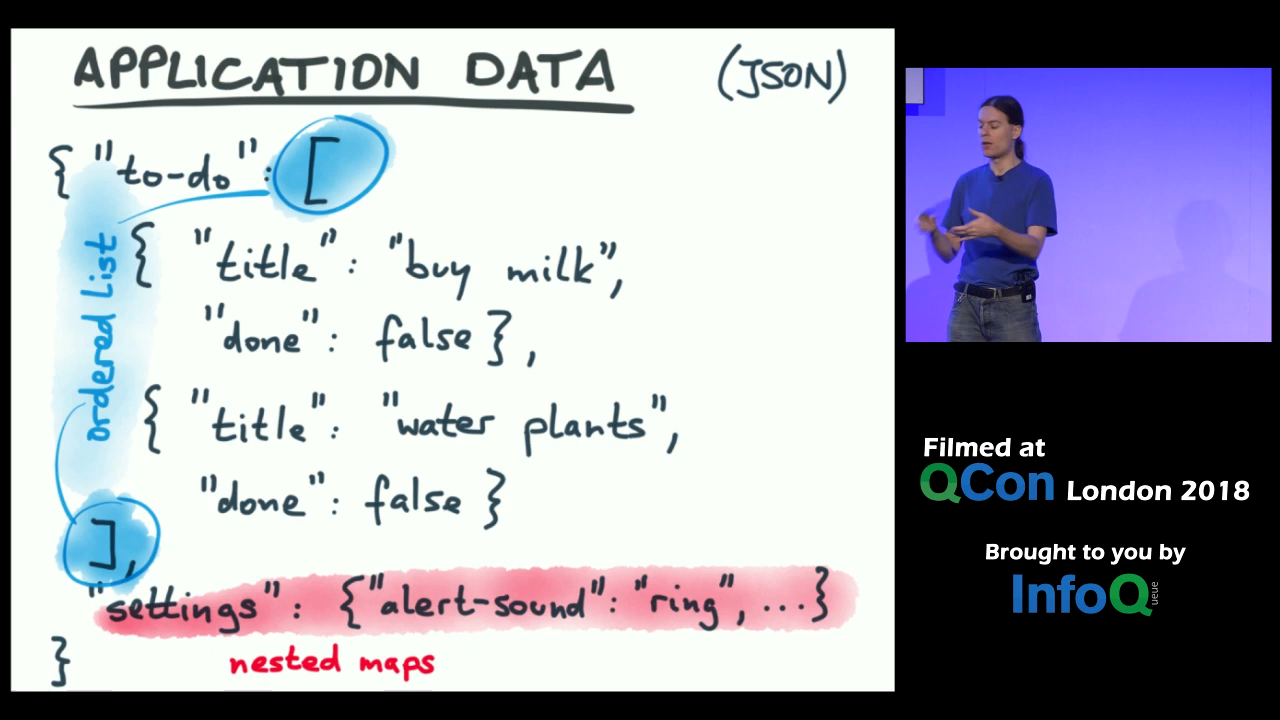 APPLICATION DATA (JSON)
{ "to-do": [
ordered list
{ "title": "buy milk",
"done": false },
{ "title": "water plants",
"done": false }
],
"settings": {"alert-sound": "ring", ...}
}
nested maps
Filmed at
QCon London 2018
Brought to you by
InfoQueue